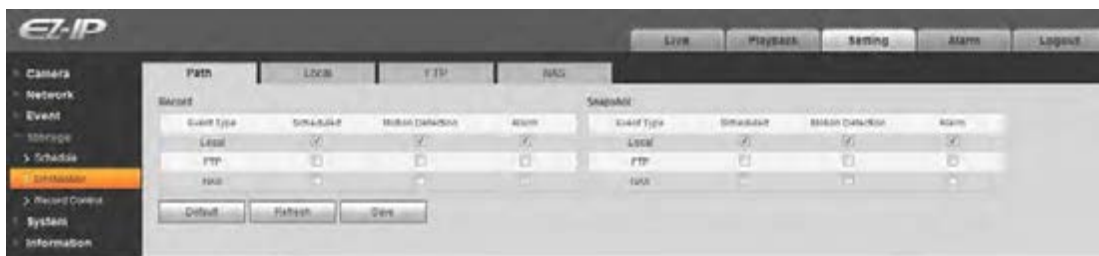 EZ-IP
Live Playback Setting Alarm Logout
Camera
Network
Event
Storage
> Schedule
> Destination
> Record Control
System
Information
Path Local FTP NAS
Record
Event Type Scheduled Motion Detection Alarm
Local
FTP
NAS
Default Refresh Save
Snapshot
Event Type Scheduled Motion Detection Alarm
Local
FTP
NAS